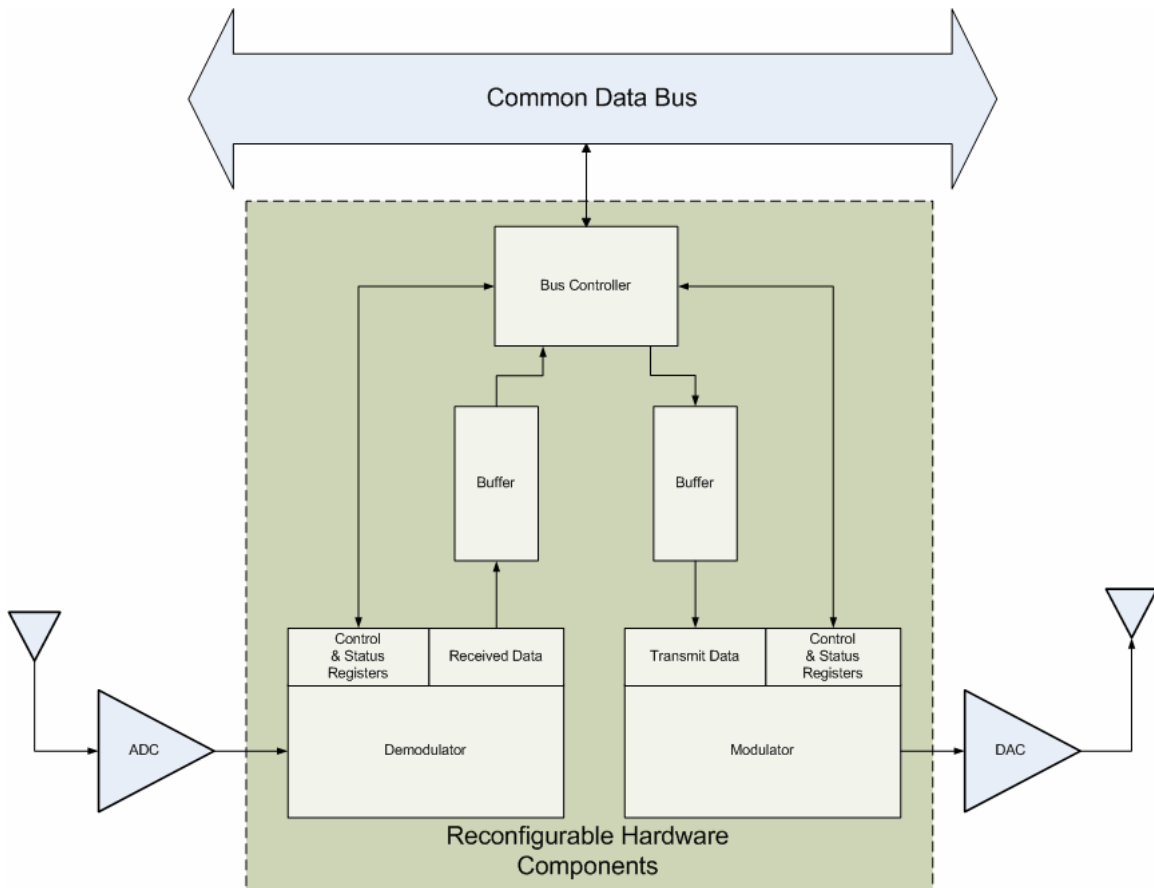 Common Data Bus
Bus Controller
Buffer
Buffer
Control
& Status
Registers
Received Data
Transmit Data
Control
& Status
Registers
ADC
Demodulator
Modulator
DAC
Reconfigurable Hardware
Components